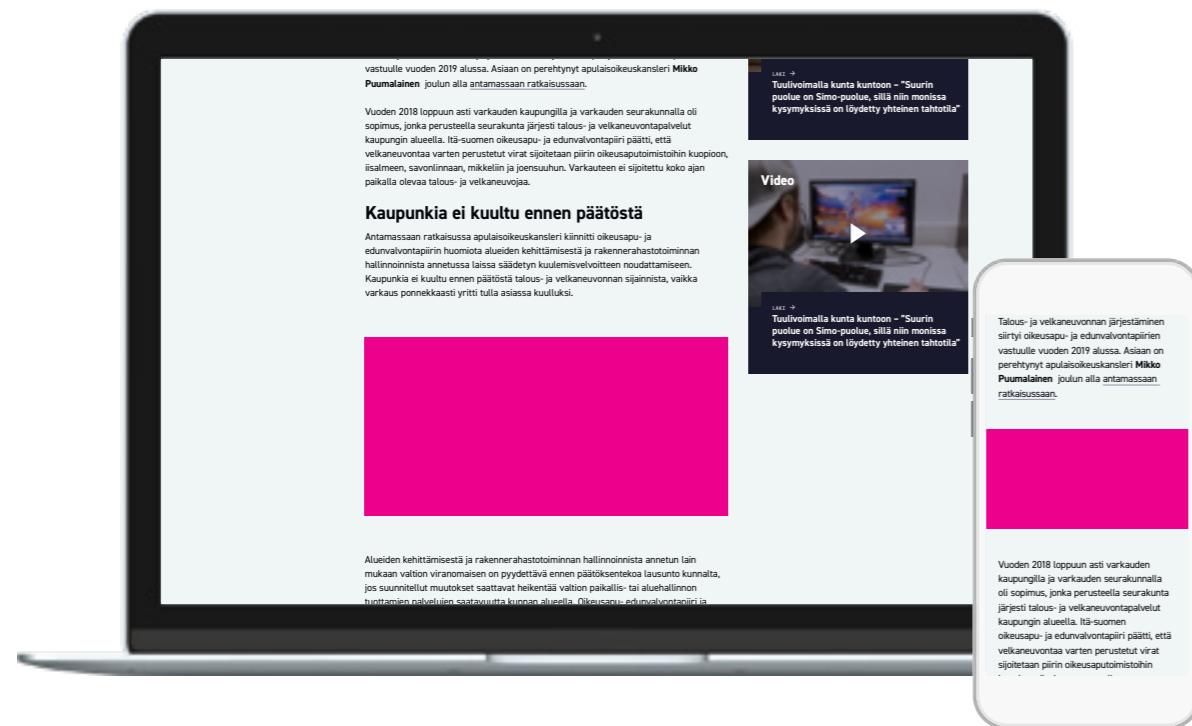 vastuulle vuoden 2019 alussa. Asiaan on perehtynyt apulaisoikeuskansleri Mikko
Puumalainen joulun alla antamassaan ratkaisussaan.
Vuoden 2018 loppuun asti varkauden kaupungilla ja varkauden seurakunnalla oli
sopimus, jonka perusteella seurakunta järjesti talous- ja velkaneuvontapalvelut
kaupungin alueella. Itä-suomen oikeusapu- ja edunvalvontapiiri päätti, että
velkaneuvontaa varten perustetut virat sijoitetaan piirin oikeusaputoimistoihin kuopioon,
iisalmeen, savonlinnaan, mikkeliin ja joensuuhun. Varkauteen ei sijoitettu koko ajan
paikalla olevaa talous- ja velkaneuvojaa.
Kaupunkia ei kuultu ennen päätöstä
Antamassaan ratkaisussa apulaisoikeuskansleri kiinnitti oikeusapu- ja
edunvalvontapiirin huomiota alueiden kehittämisestä ja rakennerahastotoiminnan
hallinnoinnista annetussa laissa säädetyn kuulemisvelvoitteen noudattamiseen.
Kaupunkia ei kuultu ennen päätöstä talous- ja velkaneuvonnan sijainnista, vaikka
varkaus ponnekkaasti yritti tulla asiassa kuulluksi.
Alueiden kehittämisestä ja rakennerahastotoiminnan hallinnoinnista annetun lain
mukaan valtion viranomaisen on pyydettävä ennen päätöksentekoa lausunto kunnalta,
jos suunnitellut muutokset saattavat heikentää valtion paikallis- tai aluehallinnon
tuottamien palvelujen saatavuutta kunnan alueella. Oikeusapu- edunvalvontapiiri ja
LAKI →
Tuulivoimalla kunta kuntoon – "Suurin
puolue on Simo-puolue, sillä niin monissa
kysymyksissä on löydetty yhteinen tahtotila"
Video
LAKI →
Tuulivoimalla kunta kuntoon – "Suurin
puolue on Simo-puolue, sillä niin monissa
kysymyksissä on löydetty yhteinen tahtotila"
Talous- ja velkaneuvonnan järjestäminen
siirtyi oikeusapu- ja edunvalvontapiirien
vastuulle vuoden 2019 alussa. Asiaan on
perehtynyt apulaisoikeuskansleri Mikko
Puumalainen joulun alla antamassaan
ratkaisussaan.
Vuoden 2018 loppuun asti varkauden
kaupungilla ja varkauden seurakunnalla
oli sopimus, jonka perusteella seurakunta
järjesti talous- ja velkaneuvontapalvelut
kaupungin alueella. Itä-suomen
oikeusapu- ja edunvalvontapiiri päätti, että
velkaneuvontaa varten perustetut virat
sijoitetaan piirin oikeusaputoimistoihin